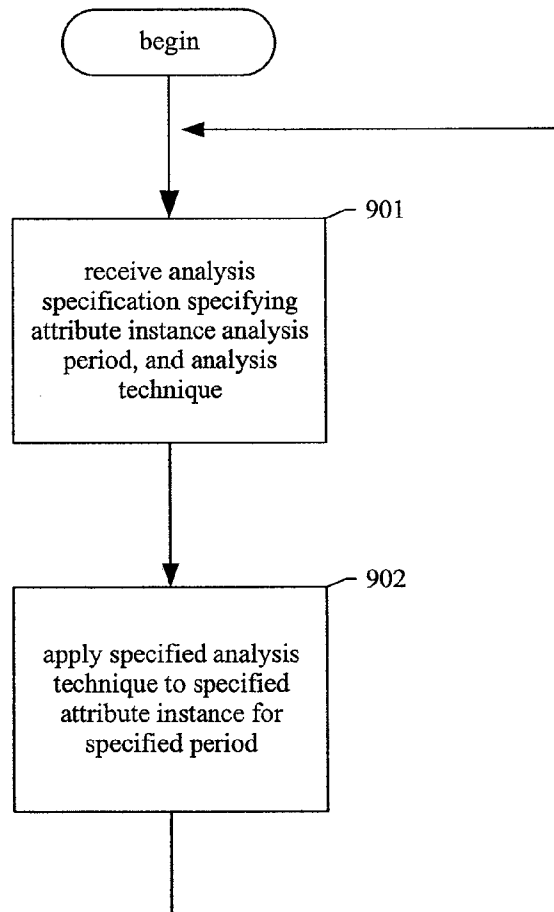 begin
901
receive analysis
specification specifying
attribute instance analysis
period, and analysis
technique
902
apply specified analysis
technique to specified
attribute instance for
specified period